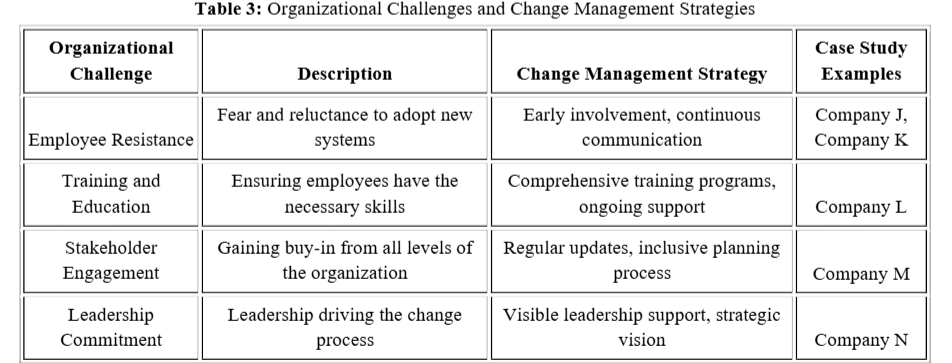 Table 3: Organizational Challenges and Change Management Strategies
Organizational
Challenge
Description
Change Management Strategy
Case Study
Examples
Employee Resistance
Fear and reluctance to adopt new
systems
Early involvement, continuous
communication
Company J,
Company K
Training and
Education
Ensuring employees have the
necessary skills
Comprehensive training programs,
ongoing support
Company L
Stakeholder
Engagement
Gaining buy-in from all levels of
the organization
Regular updates, inclusive planning
process
Company M
Leadership
Commitment
Leadership driving the change
process
Visible leadership support, strategic
vision
Company N